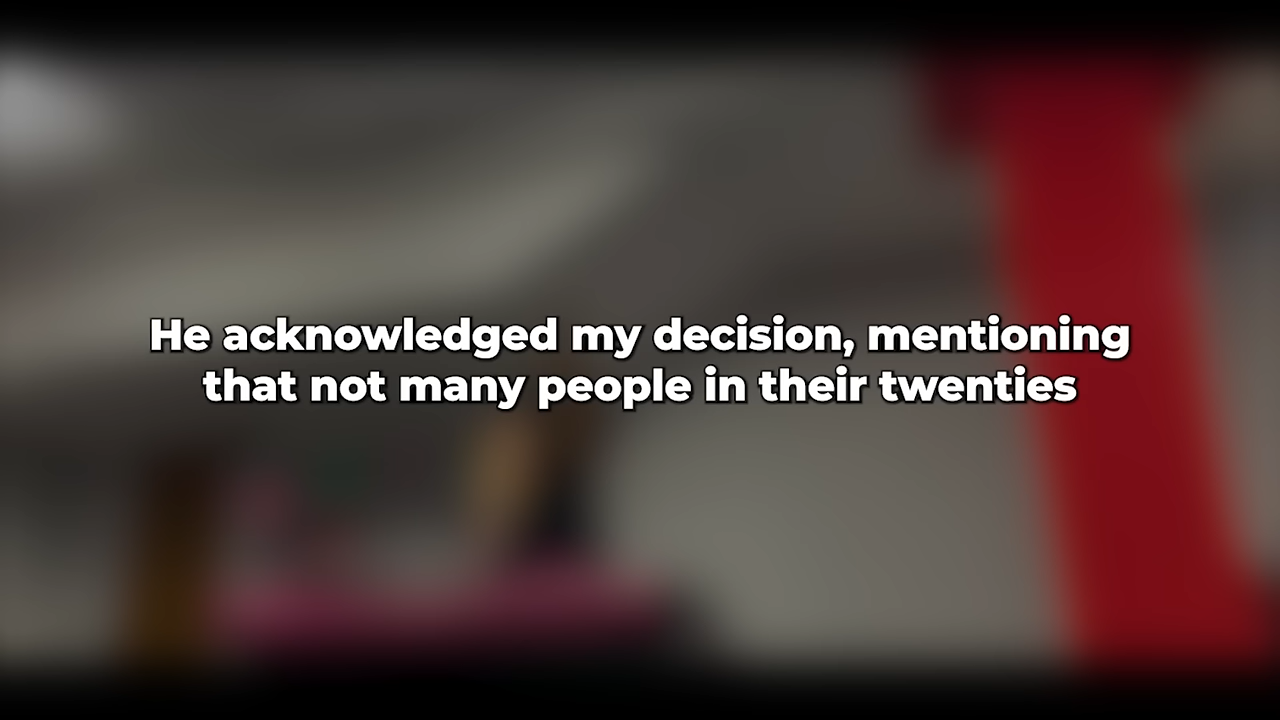 He acknowledged my decision, mentioning
that not many people in their twenties